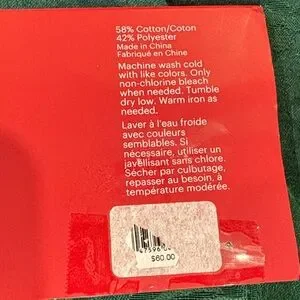 58% Cotton/Coton
42% Polyester
Made in China
Fabriqué en Chine
Machine wash cold
with like colors. Only
non-chlorine bleach
when needed. Tumble
dry low. Warm iron as
needed.
Laver à l'eau froide
avec couleurs
semblables. Si
nécessaire, utiliser un
javellisant sans chlore.
Sécher par culbutage,
repasser au besoin, à
température modérée.
$60.00